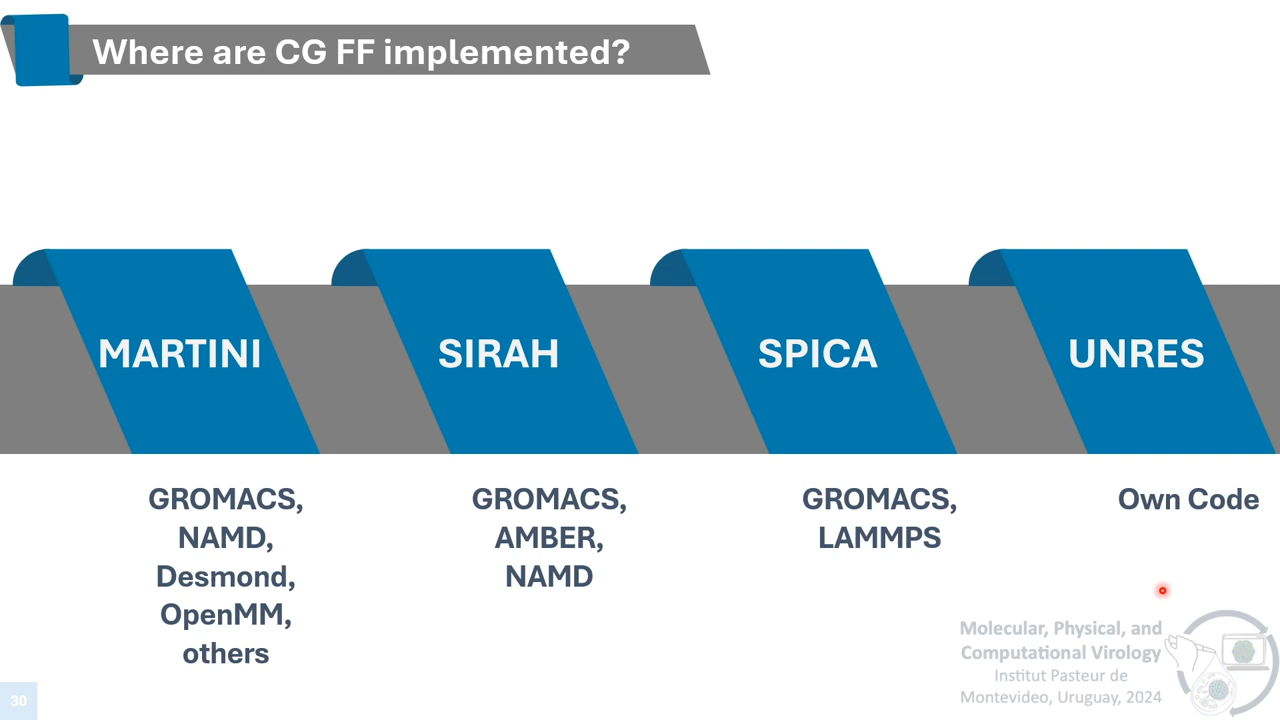 Where are CG FF implemented?
MARTINI
SIRAH
SPICA
UNRES
GROMACS,
NAMD,
Desmond,
OpenMM,
others
GROMACS,
AMBER,
NAMD
GROMACS,
LAMMPS
Own Code
Molecular, Physical, and
Computational Virology
Institut Pasteur de
Montevideo, Uruguay, 2024
30